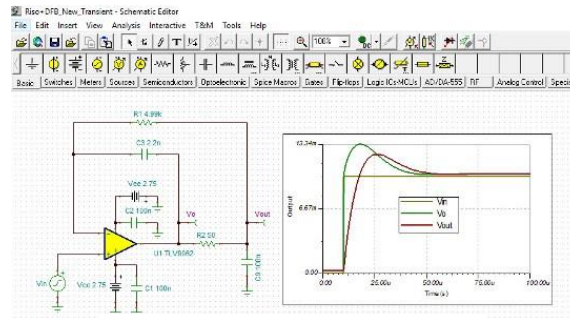 Riso+DFB_New_Transient - Schematic Editor
File Edit Insert View Analysis Interactive T&M Tools Help
100%
Basic Switches Meters Sources Semiconductors Optoelectronic Spice Macros Gates Flip-flops Logic ICs-MCUs AD/DA-555 RF Analog Control Special
R1 4.99k
C3 2.2n
Vee 2.75
C2 100n
Vo
Vout
R2 50
U1 TLV9062
Vin
Vcc 2.75
C1 100n
100n
13.34m
Output
6.67m
0.00
Vin
Vo
Vout
0.00 25.00u 50.00u 75.00u 100.00u
Time (s)